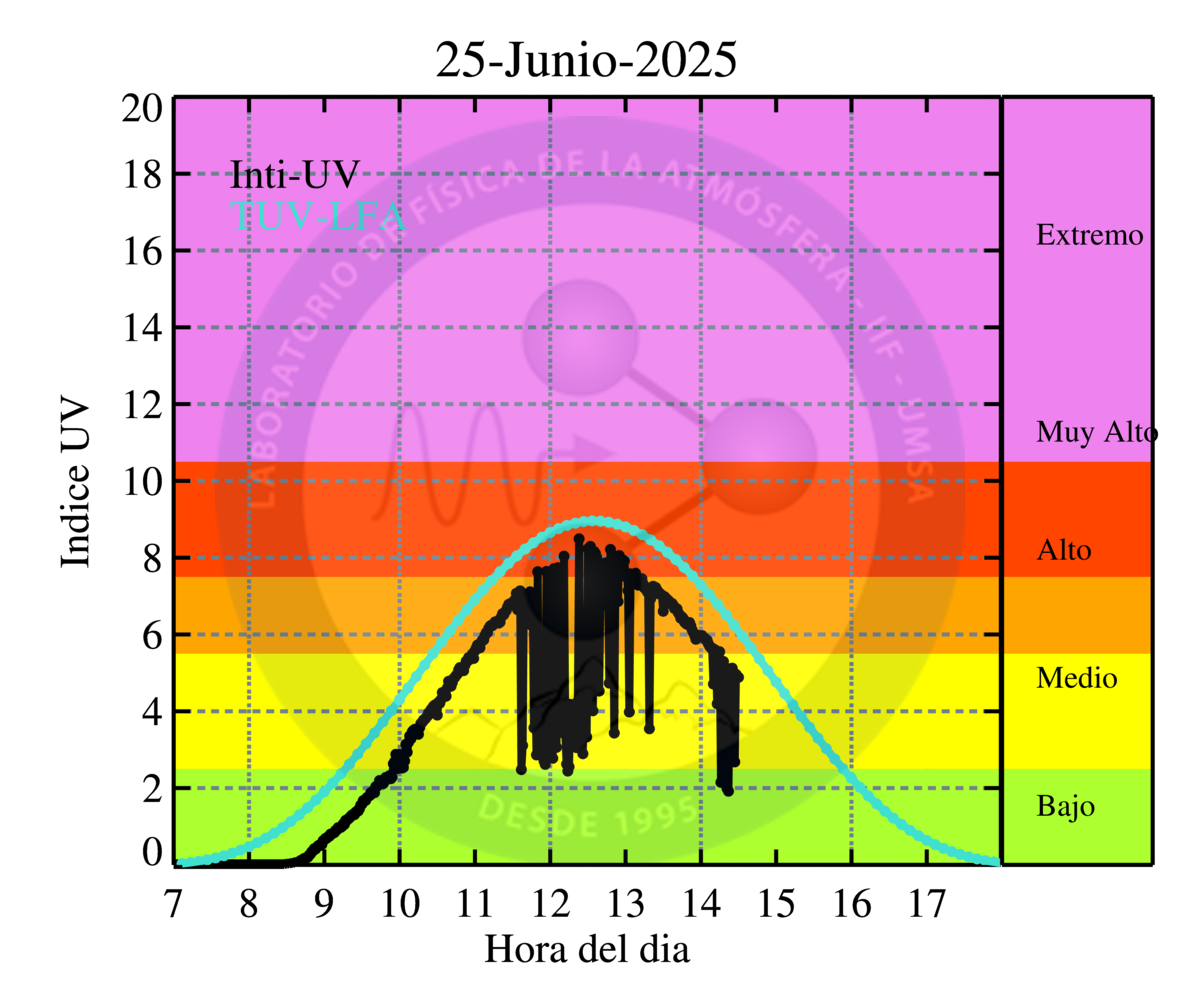 25-Junio-2025
Inti-UV
TUV-LFA
LABORATORIO DE FÍSICA DE LA ATMÓSFERA - IIF - UMSA
DESDE 1995
Indice UV
20
18
16
14
12
10
8
6
4
2
0
Extremo
Muy Alto
Alto
Medio
Bajo
7 8 9 10 11 12 13 14 15 16 17
Hora del dia